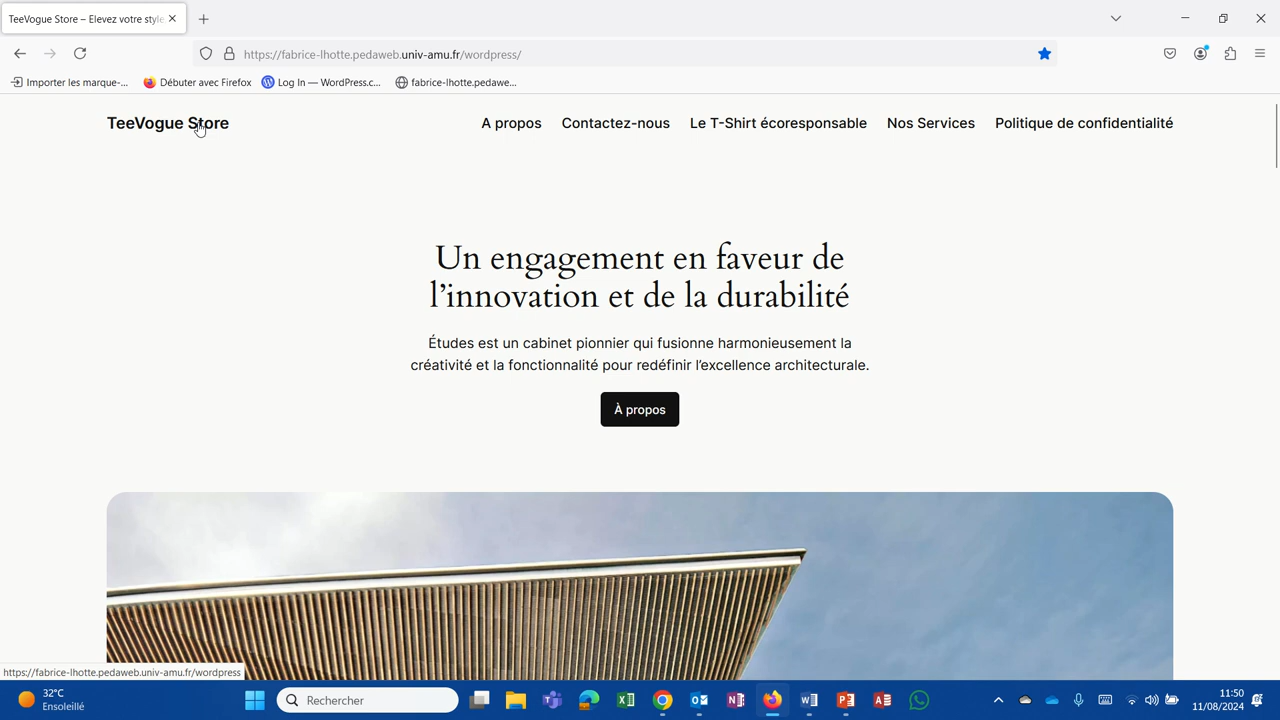 TeeVogue Store – Elevez votre style
https://fabrice-lhotte.pedaweb.univ-amu.fr/wordpress/
Importer les marque-... Débuter avec Firefox Log In — WordPress.c... fabrice-lhotte.pedawe...
TeeVogue Store A propos Contactez-nous Le T-Shirt écoresponsable Nos Services Politique de confidentialité
Un engagement en faveur de
l’innovation et de la durabilité
Études est un cabinet pionnier qui fusionne harmonieusement la
créativité et la fonctionnalité pour redéfinir l’excellence architecturale.
À propos
https://fabrice-lhotte.pedaweb.univ-amu.fr/wordpress
32°C
Ensoleillé
Rechercher
11:50
11/08/2024